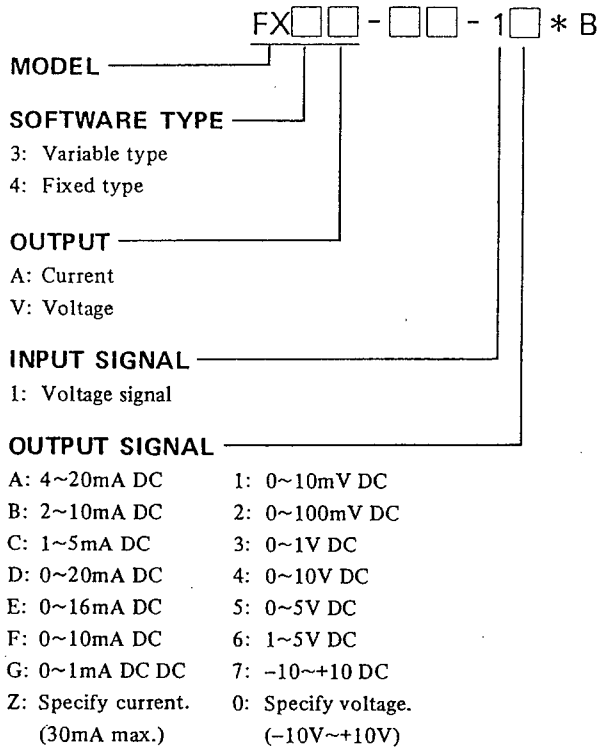 FX□□-□□-1□*B
MODEL
SOFTWARE TYPE
3: Variable type
4: Fixed type
OUTPUT
A: Current
V: Voltage
INPUT SIGNAL
1: Voltage signal
OUTPUT SIGNAL
A: 4~20mA DC
B: 2~10mA DC
C: 1~5mA DC
D: 0~20mA DC
E: 0~16mA DC
F: 0~10mA DC
G: 0~1mA DC DC
Z: Specify current.
(30mA max.)
1: 0~10mV DC
2: 0~100mV DC
3: 0~1V DC
4: 0~10V DC
5: 0~5V DC
6: 1~5V DC
7: -10~+10 DC
0: Specify voltage.
(-10V~+10V)